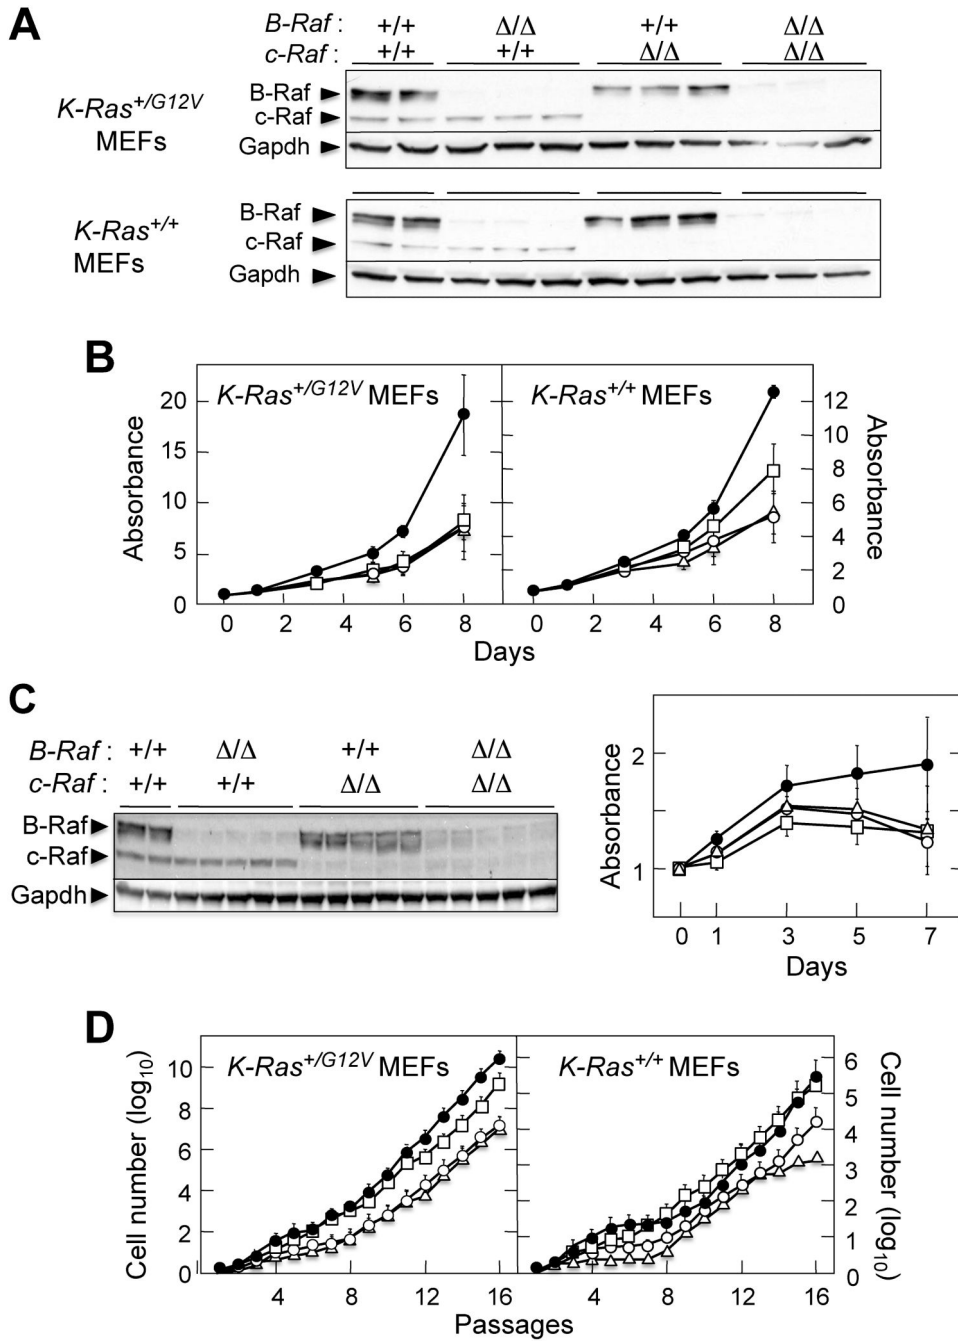 A
B-Raf : +/+ Δ/Δ +/+ Δ/Δ
c-Raf : +/+ +/+ Δ/Δ Δ/Δ
K-Ras+/G12V
MEFs
B-Raf
c-Raf
Gapdh
K-Ras+/+
MEFs
B-Raf
c-Raf
Gapdh
B
K-Ras+/G12V MEFs
K-Ras+/+ MEFs
Absorbance
20
15
10
5
0
0 2 4 6 8
0 2 4 6 8
12
10
8
6
4
2
0
Absorbance
Days
C
B-Raf : +/+ Δ/Δ +/+ Δ/Δ
c-Raf : +/+ +/+ Δ/Δ Δ/Δ
B-Raf
c-Raf
Gapdh
Absorbance
2
1
0 1 3 5 7
Days
D
K-Ras+/G12V MEFs
K-Ras+/+ MEFs
Cell number (log10)
10
8
6
4
2
0
4 8 12 16
4 8 12 16
6
5
4
3
2
1
0
Cell number (log10)
Passages